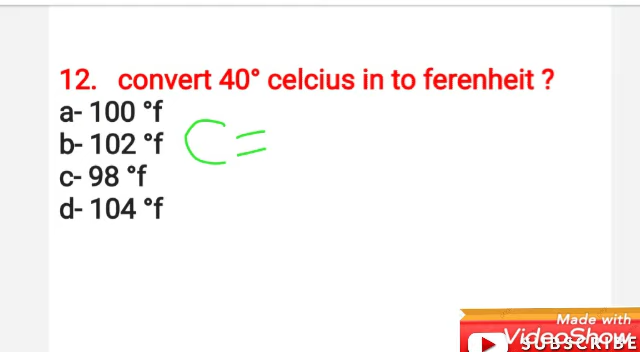 12. convert 40° celcius in to ferenheit ?
a- 100 °f
b- 102 °f
c- 98 °f
d- 104 °f
C=
Made with
VideoShow
SUBSCRIBE